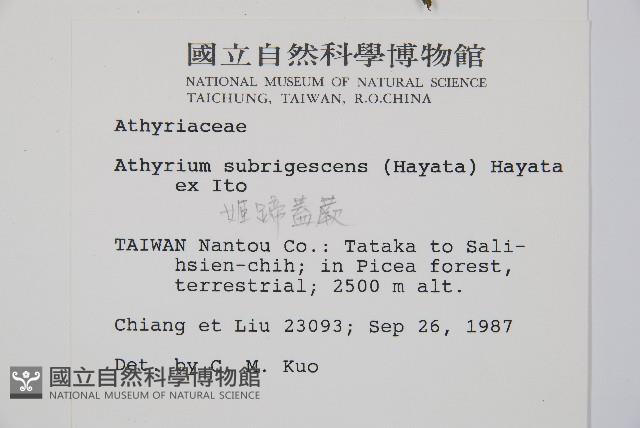 國立自然科學博物館
NATIONAL MUSEUM OF NATURAL SCIENCE
TAICHUNG, TAIWAN, R.O.CHINA
Athyriaceae
Athyrium subrigescens (Hayata) Hayata
ex Ito
姬蹄蓋蕨
TAIWAN Nantou Co.: Tataka to Sali-
hsien-chih; in Picea forest,
terrestrial; 2500 m alt.
Chiang et Liu 23093; Sep 26, 1987
Det. by C. M. Kuo
國立自然科學博物館
NATIONAL MUSEUM OF NATURAL SCIENCE